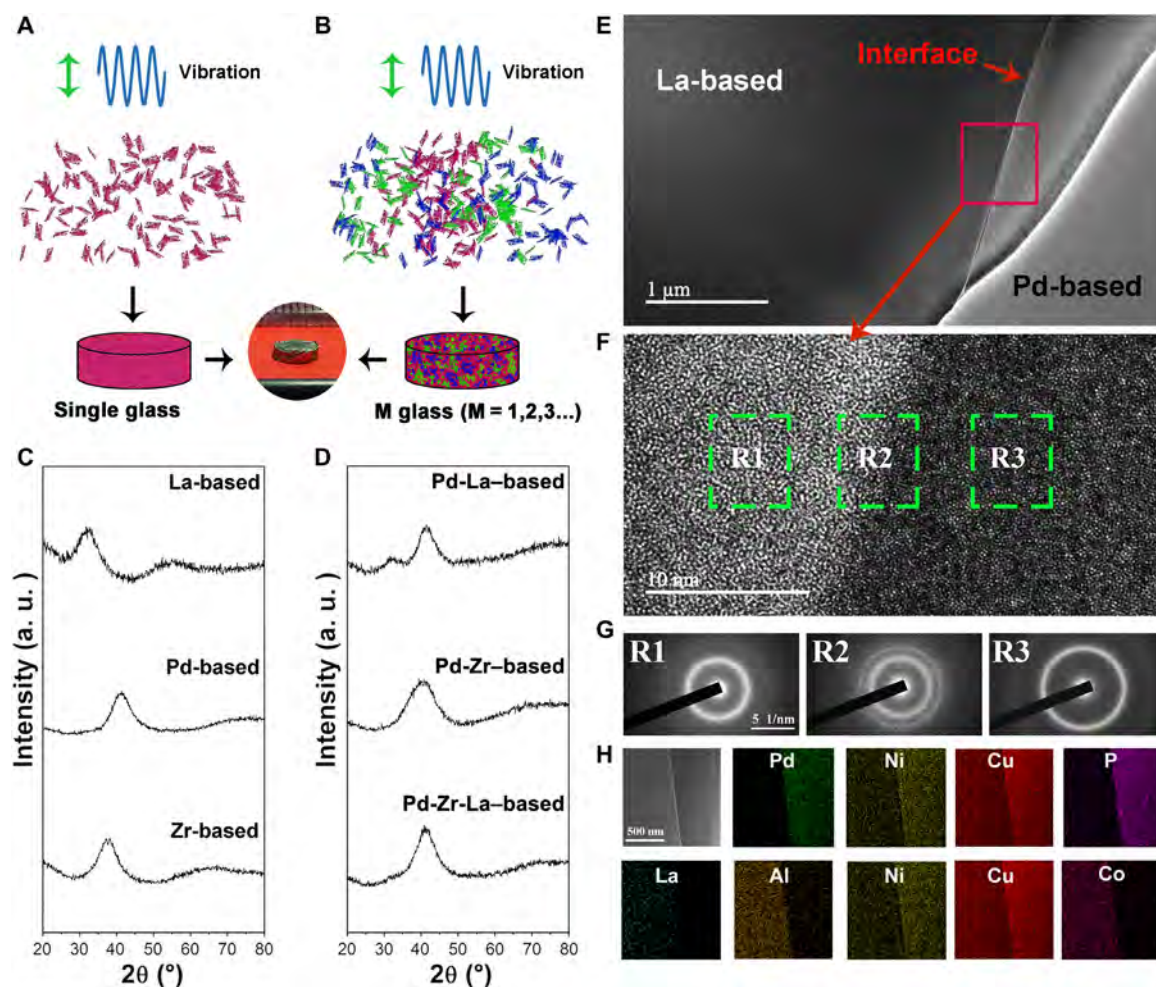 A
Vibration
B
Vibration
Single glass
M glass (M = 1,2,3...)
C
La-based
Pd-based
Zr-based
Intensity (a. u.)
20 30 40 50 60 70 80
2θ (°)
D
Pd-La–based
Pd-Zr–based
Pd-Zr-La–based
Intensity (a. u.)
20 30 40 50 60 70 80
2θ (°)
E
La-based
Interface
Pd-based
1 μm
F
R1
R2
R3
10 nm
G
R1
5 1/nm
R2
R3
H
500 nm
Pd
Ni
Cu
P
La
Al
Ni
Cu
Co